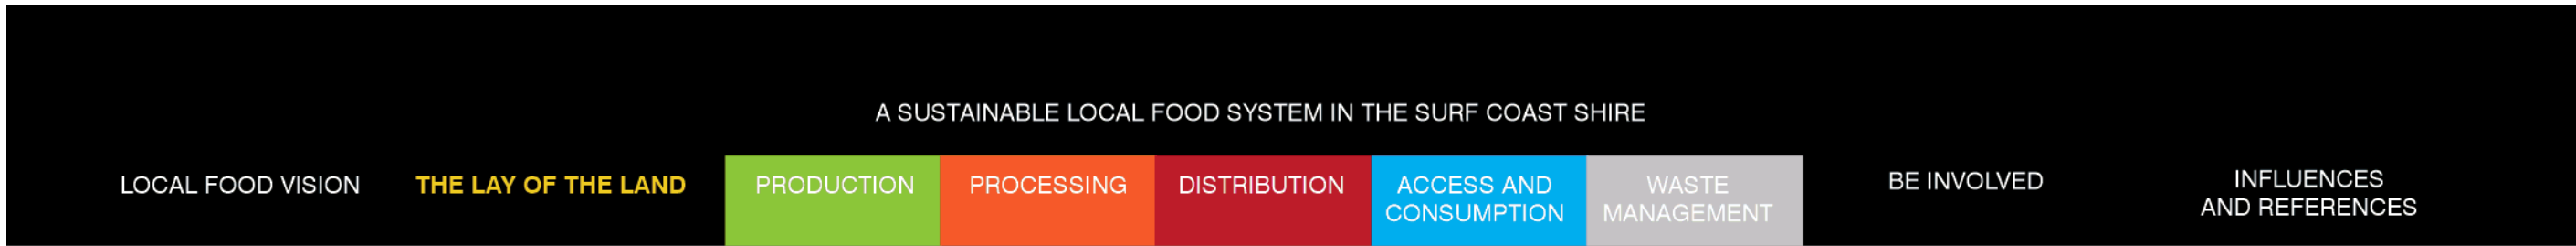 A SUSTAINABLE LOCAL FOOD SYSTEM IN THE SURF COAST SHIRE
LOCAL FOOD VISION
THE LAY OF THE LAND
PRODUCTION
PROCESSING
DISTRIBUTION
ACCESS AND
CONSUMPTION
WASTE
MANAGEMENT
BE INVOLVED
INFLUENCES
AND REFERENCES